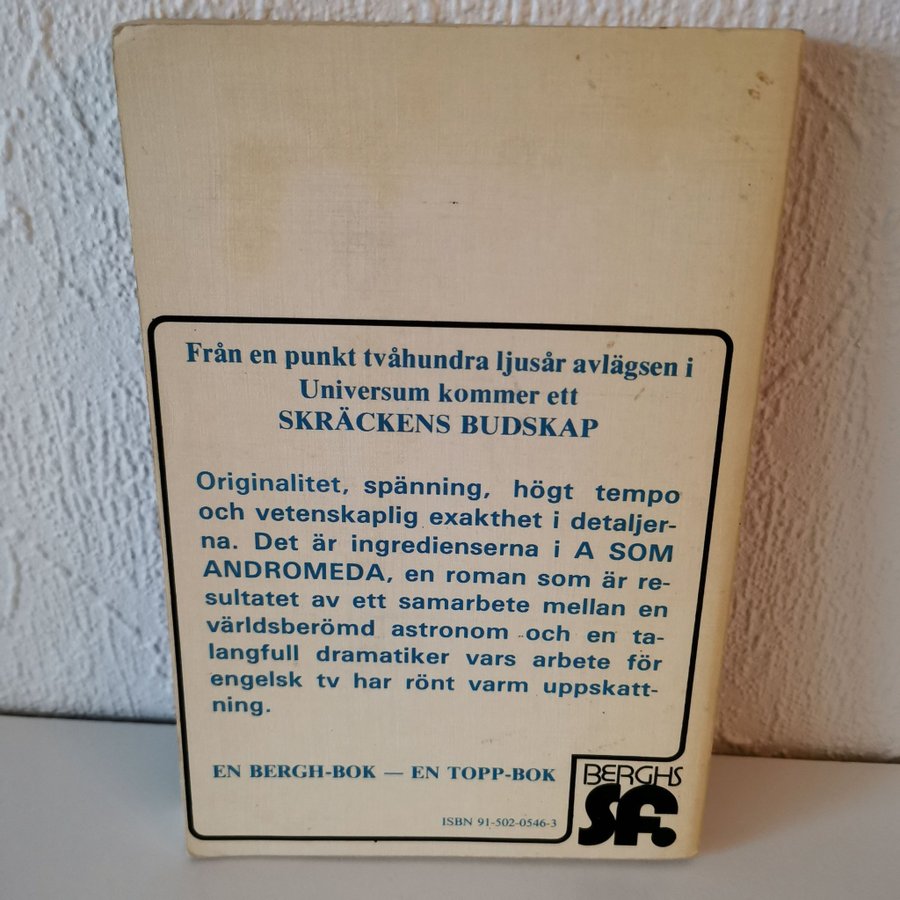 Från en punkt tvåhundra ljusår avlägsen i
Universum kommer ett
SKRÄCKENS BUDSKAP
Originalitet, spänning, högt tempo
och vetenskaplig exakthet i detaljer-
na. Det är ingredienserna i A SOM
ANDROMEDA, en roman som är re-
sultatet av ett samarbete mellan en
världsberömd astronom och en ta-
langfull dramatiker vars arbete för
engelsk tv har rönt varm uppskatt-
ning.
EN BERGH-BOK — EN TOPP-BOK
BERGHS
SF.
ISBN 91-502-0546-3